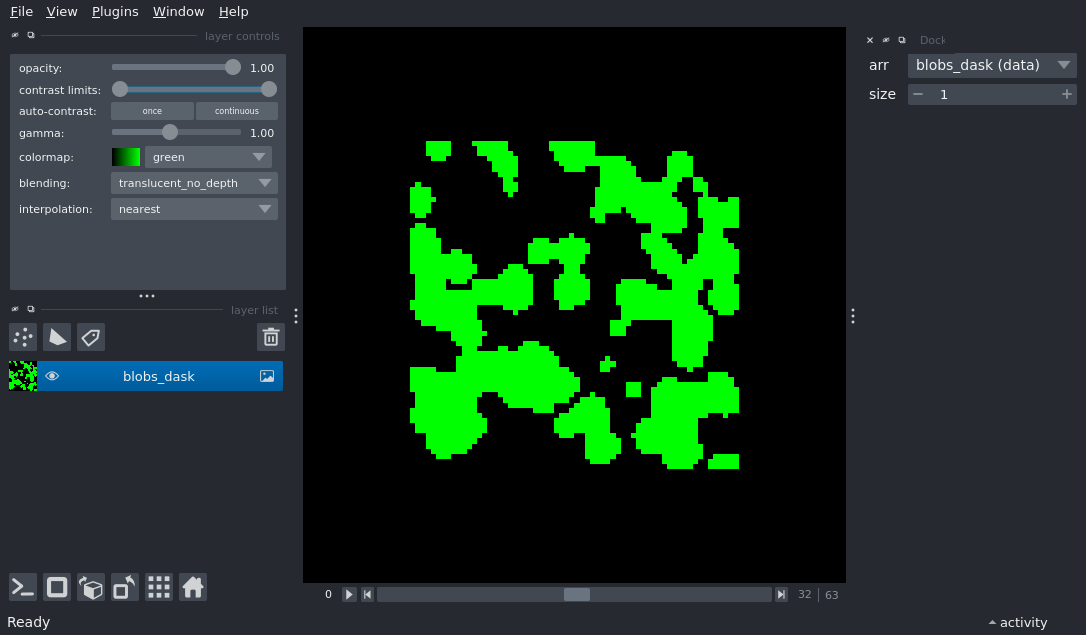 File View Plugins Window Help
layer controls
opacity: 1.00
contrast limits:
auto-contrast: once continuous
gamma: 1.00
colormap: green
blending: translucent_no_depth
interpolation: nearest
layer list
blobs_dask
0 32 63
Dock
arr blobs_dask (data)
size 1
Ready activity